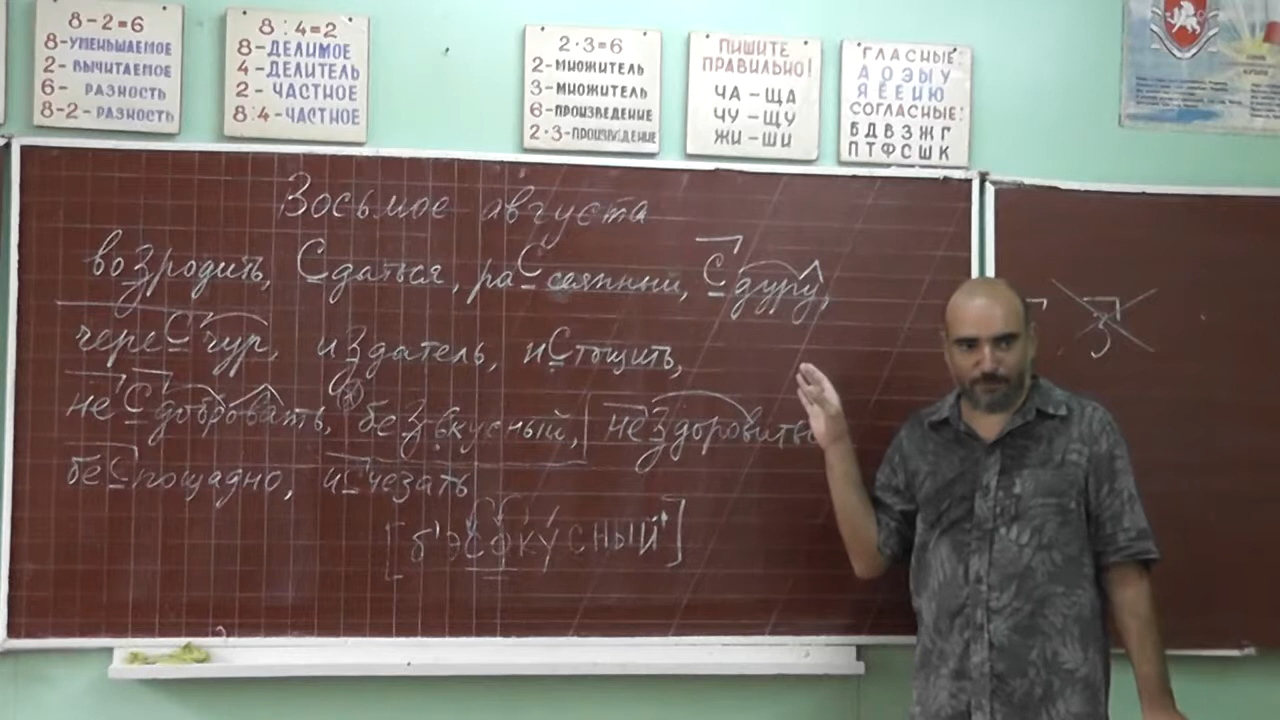 8-2=6
8-УМЕНЬШАЕМОЕ
2-ВЫЧИТАЕМОЕ
6- РАЗНОСТЬ
8-2-РАЗНОСТЬ
8:4=2
8-ДЕЛИМОЕ
4-ДЕЛИТЕЛЬ
2-ЧАСТНОЕ
8:4-ЧАСТНОЕ
2·3=6
2-МНОЖИТЕЛЬ
3-МНОЖИТЕЛЬ
6-ПРОИЗВЕДЕНИЕ
2·3-ПРОИЗВЕДЕНИЕ
ПИШИТЕ
ПРАВИЛЬНО!
ЧА-ЩА
ЧУ-ЩУ
ЖИ-ШИ
ГЛАСНЫЕ:
А О Э Ы У
Я Ё Е И Ю
СОГЛАСНЫЕ:
Б Д В З Ж Г
П Т Ф С Ш К
Восьмое августа
возродить, Сдаться, раСсеянный, Сдуру,
череСчур, иЗдатель, иСтощить,
неСдобровать, беЗвкусный, неЗдоровиться
беспощадно, исчезать
[б'эсфкусный']
З